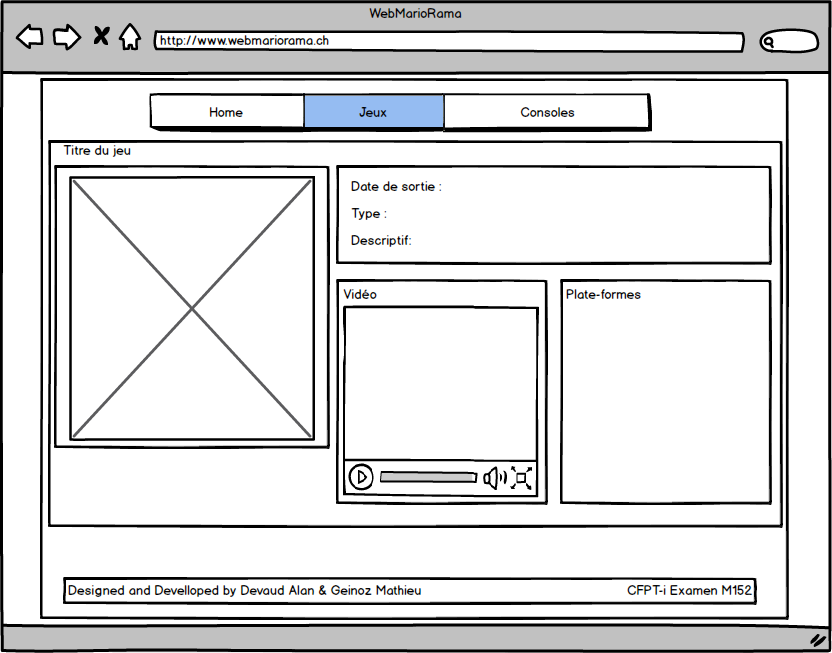 WebMarioRama
http://www.webmariorama.ch
Home Jeux Consoles
Titre du jeu
Date de sortie :
Type :
Descriptif:
Vidéo
Plate-formes
Designed and Develloped by Devaud Alan & Geinoz Mathieu CFPT-i Examen M152